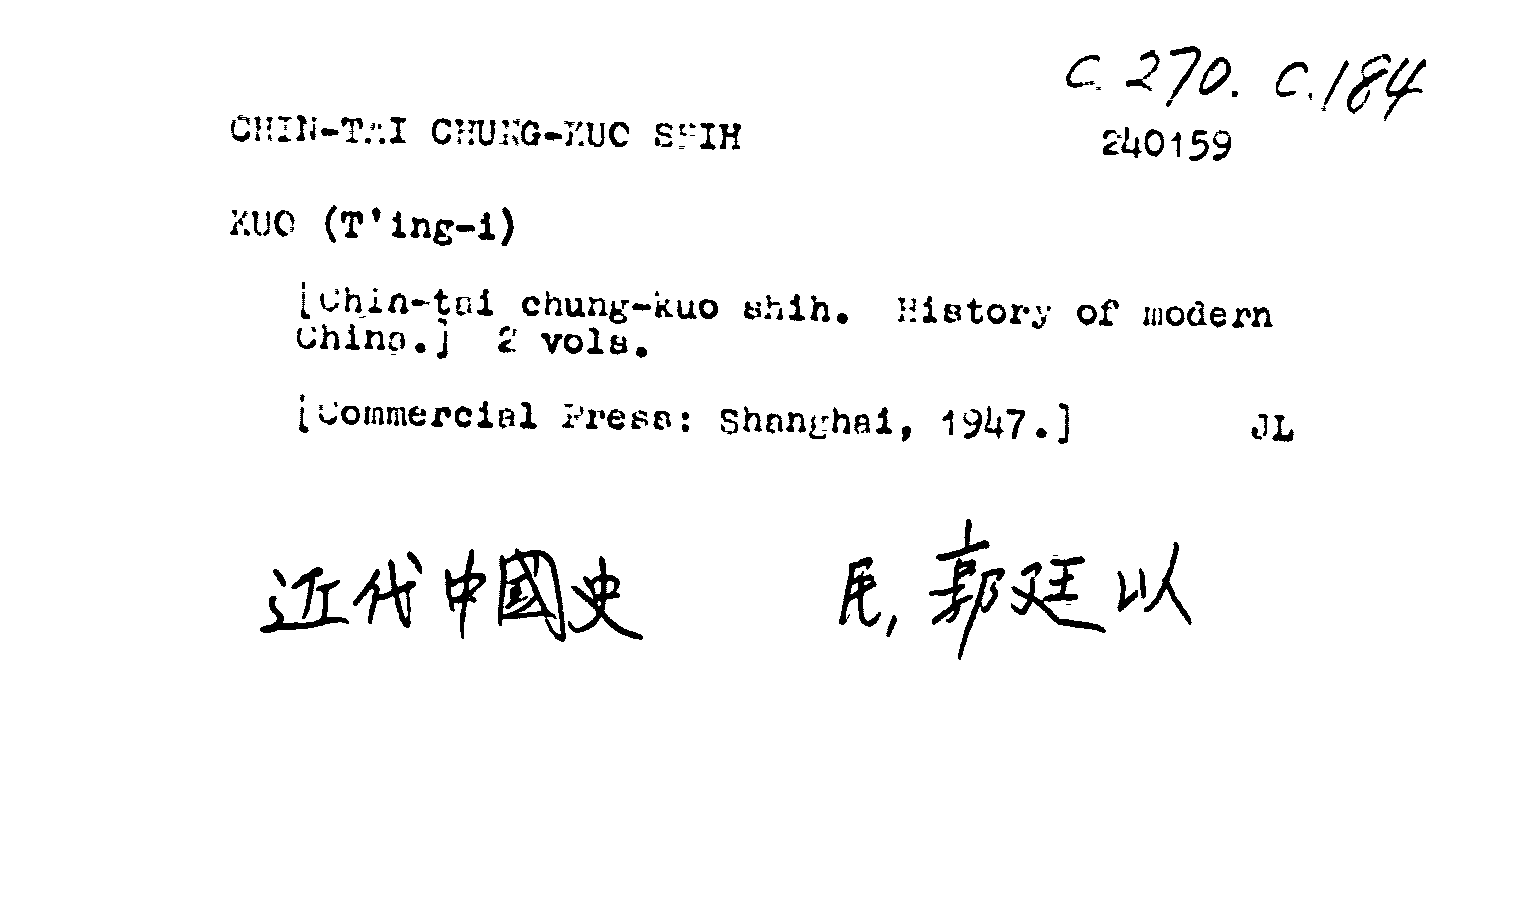 C. 270. C. 184
CHIN-TAI CHUNG-KUO SHIH 240159
KUO (T'ing-i)
[Chin-tai chung-kuo shih. History of modern
China.] 2 vols.
[Commercial Press: Shanghai, 1947.] JL
近代中國史 民, 郭廷以